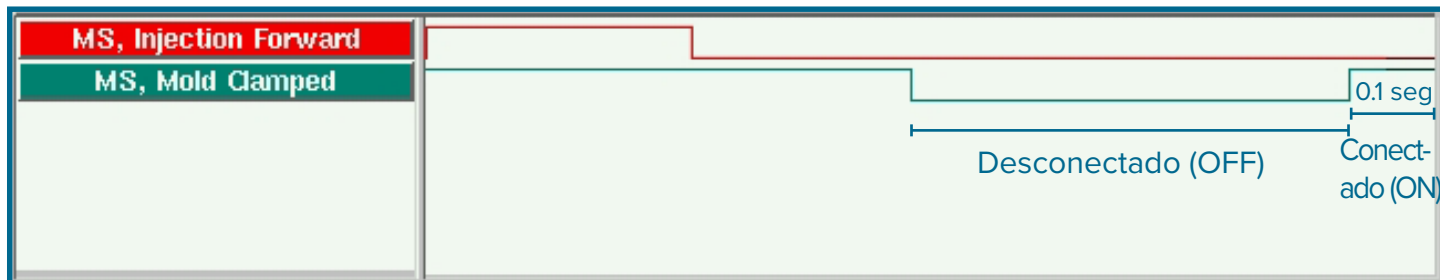 MS, Injection Forward
MS, Mold Clamped
0.1 seg
Desconectado (OFF)
Conect-
ado (ON)